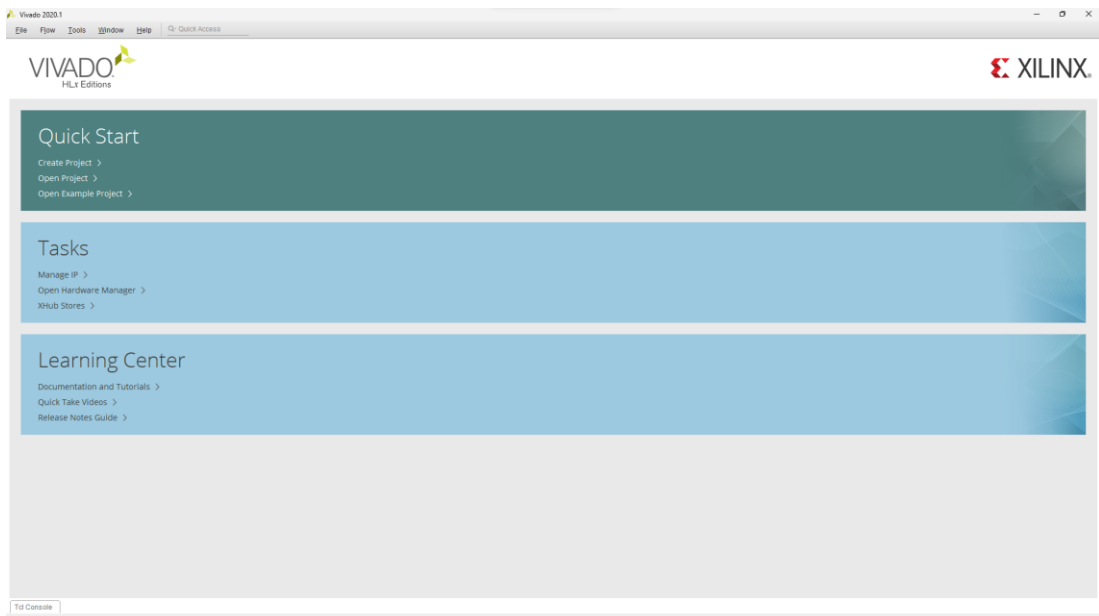 Vivado 2020.1
File Flow Tools Window Help Quick Access
VIVADO
HLx Editions
XILINX
Quick Start
Create Project >
Open Project >
Open Example Project >
Tasks
Manage IP >
Open Hardware Manager >
XHub Stores >
Learning Center
Documentation and Tutorials >
Quick Take Videos >
Release Notes Guide >
Tcl Console